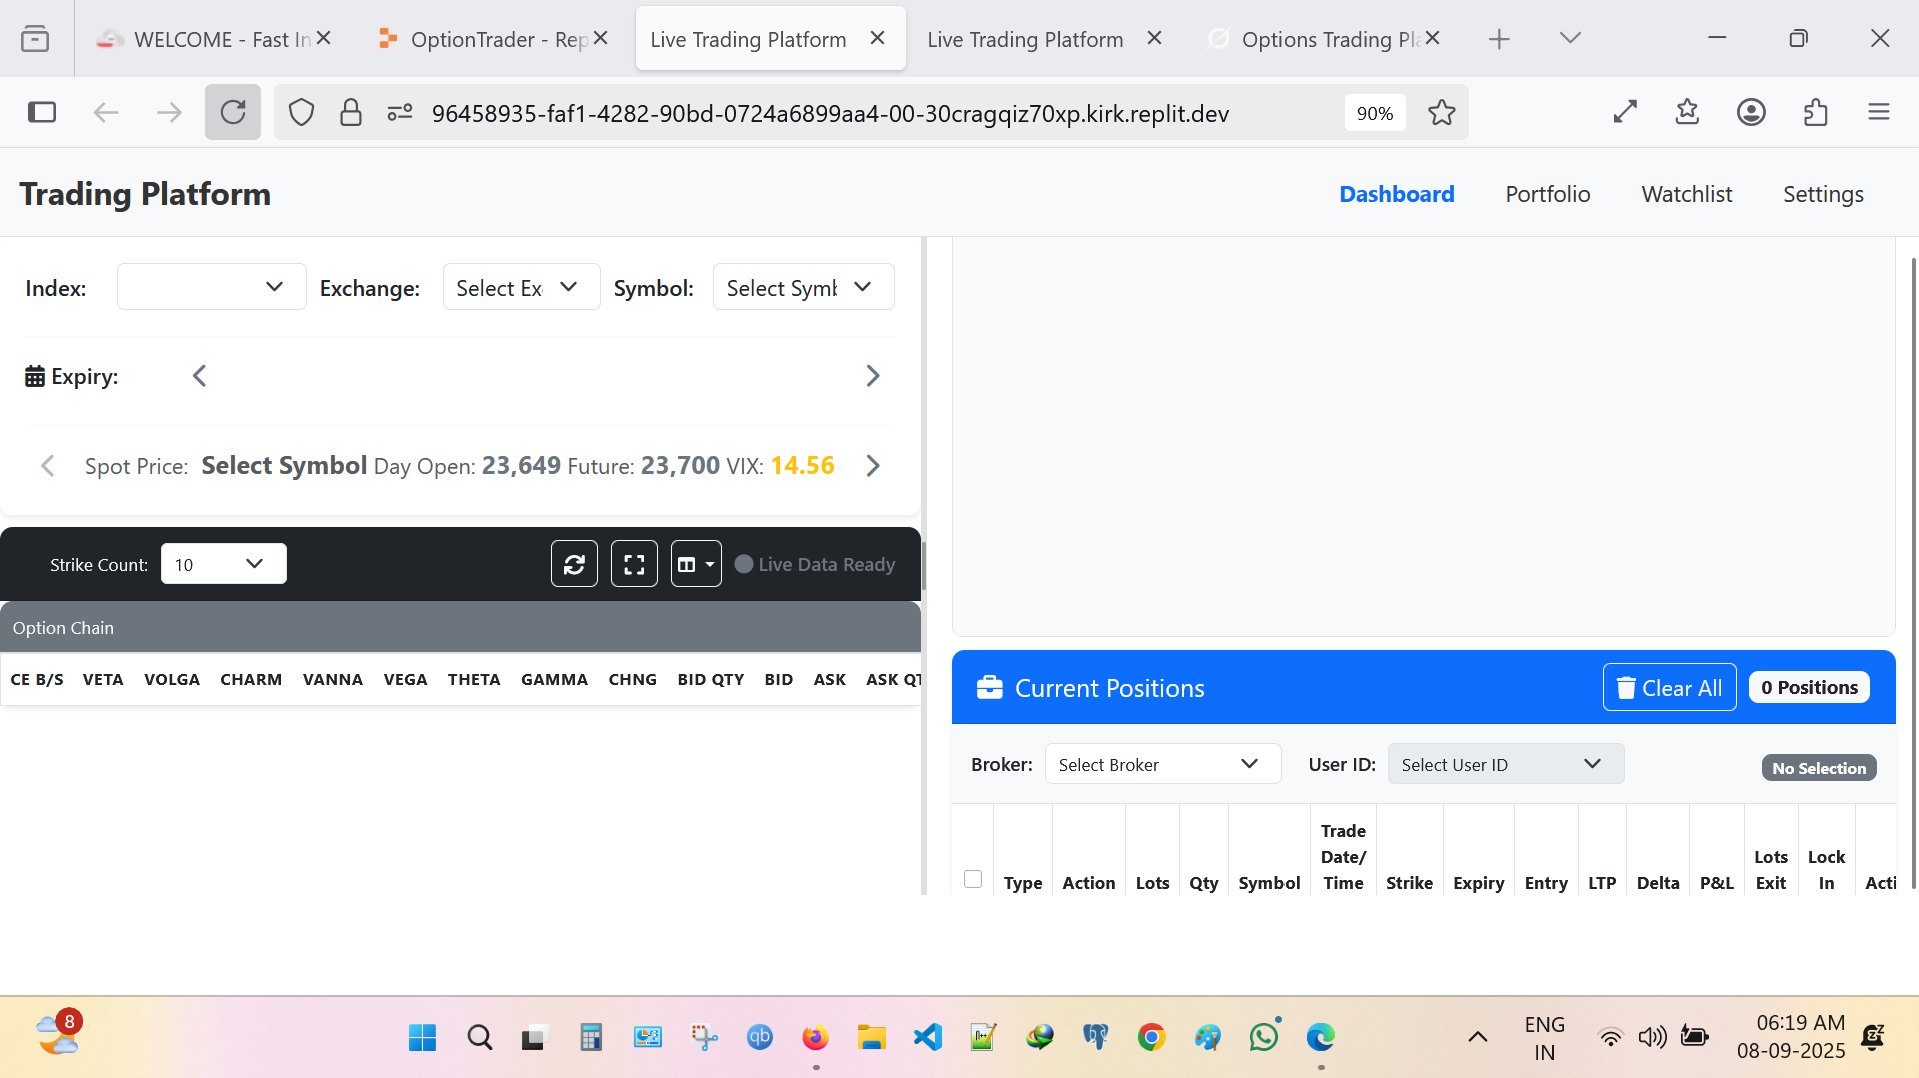 WELCOME - Fast In
OptionTrader - Rep
Live Trading Platform
Live Trading Platform
Options Trading Pla
96458935-faf1-4282-90bd-0724a6899aa4-00-30cragqiz70xp.kirk.replit.dev
90%
Trading Platform
Dashboard
Portfolio
Watchlist
Settings
Index:
Exchange: Select Ex
Symbol: Select Symb
Expiry:
Spot Price: Select Symbol Day Open: 23,649 Future: 23,700 VIX: 14.56
Strike Count: 10
Live Data Ready
Option Chain
CE B/S VETA VOLGA CHARM VANNA VEGA THETA GAMMA CHNG BID QTY BID ASK ASK QT
Current Positions
Clear All
0 Positions
Broker: Select Broker
User ID: Select User ID
No Selection
Type
Action
Lots
Qty
Symbol
Trade
Date/
Time
Strike
Expiry
Entry
LTP
Delta
P&L
Lots
Exit
Lock
In
Acti
8
qb
ENG
IN
06:19 AM
08-09-2025